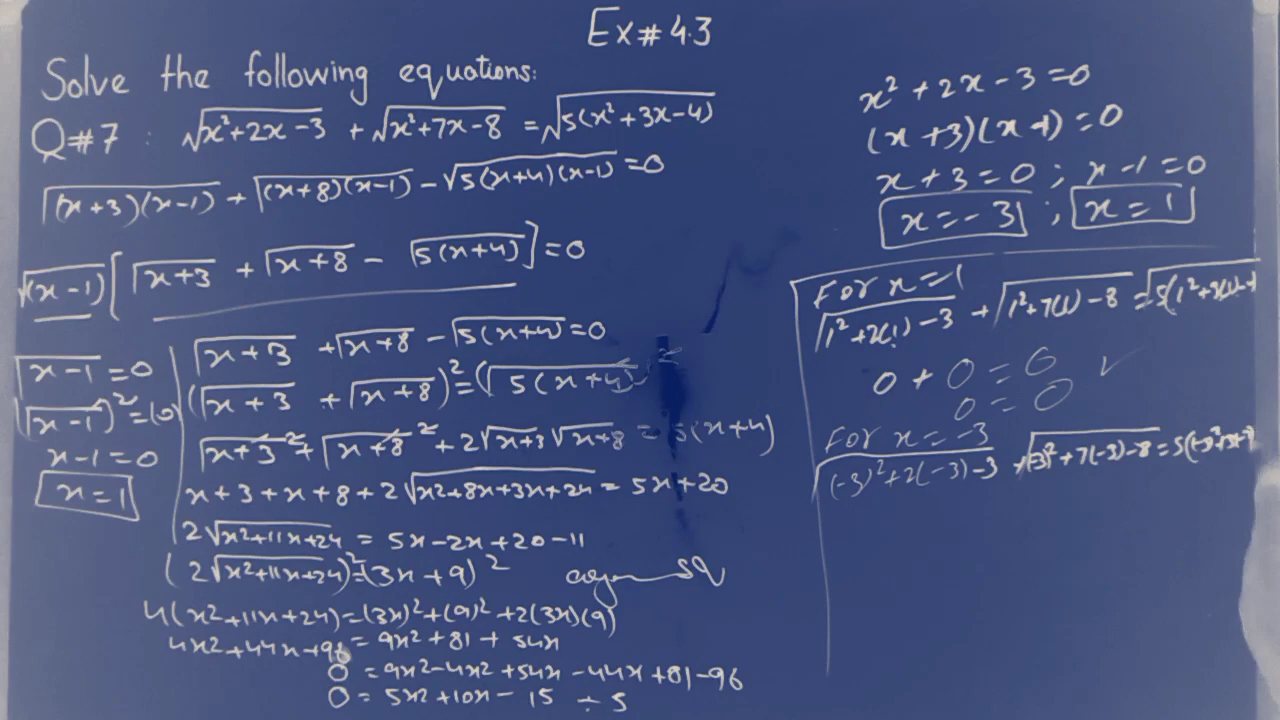 Ex# 4.3
Solve the following equations:
Q#7 : √(x²+2x-3) + √(x²+7x-8) = √(5(x²+3x-4))
√((x+3)(x-1)) + √((x+8)(x-1)) - √(5(x+4)(x-1)) = 0
√(x-1) [√(x+3) + √(x+8) - √(5(x+4))] = 0
√(x-1) = 0
(√(x-1))² = (0)
x-1=0
x=1
√(x+3) + √(x+8) - √(5(x+4)) = 0
(√(x+3) + √(x+8))² = (√(5(x+4)))²
√(x+3)² + √(x+8)² + 2√(x+3) √(x+8) = 5(x+4)
x+3+x+8+2√(x2+8x+3x+24) = 5x+20
2√(x²+11x+24) = 5x-2x+20-11
(2√(x²+11x+24))² = (3x+9)²
4(x²+11x+24)=(3x)²+(9)²+2(3x)(9)
4x2+44x+96 = 9x²+81+54x
0 = 9x²-4x²+54x-44x+81-96
0 = 5x2+10x-15 ÷5
x²+2x-3=0
(x+3)(x-1)=0
x+3=0 ; x-1=0
x=-3 ; x=1
For x=1
√(1²+2(1)-3) + √(1²+7(1)-8) = √(5(1²+3(1)-
0+0=0 ✓
0=0
For x=-3
√((-3)²+2(-3)-3) + √((-3)²+7(-3)-8) =